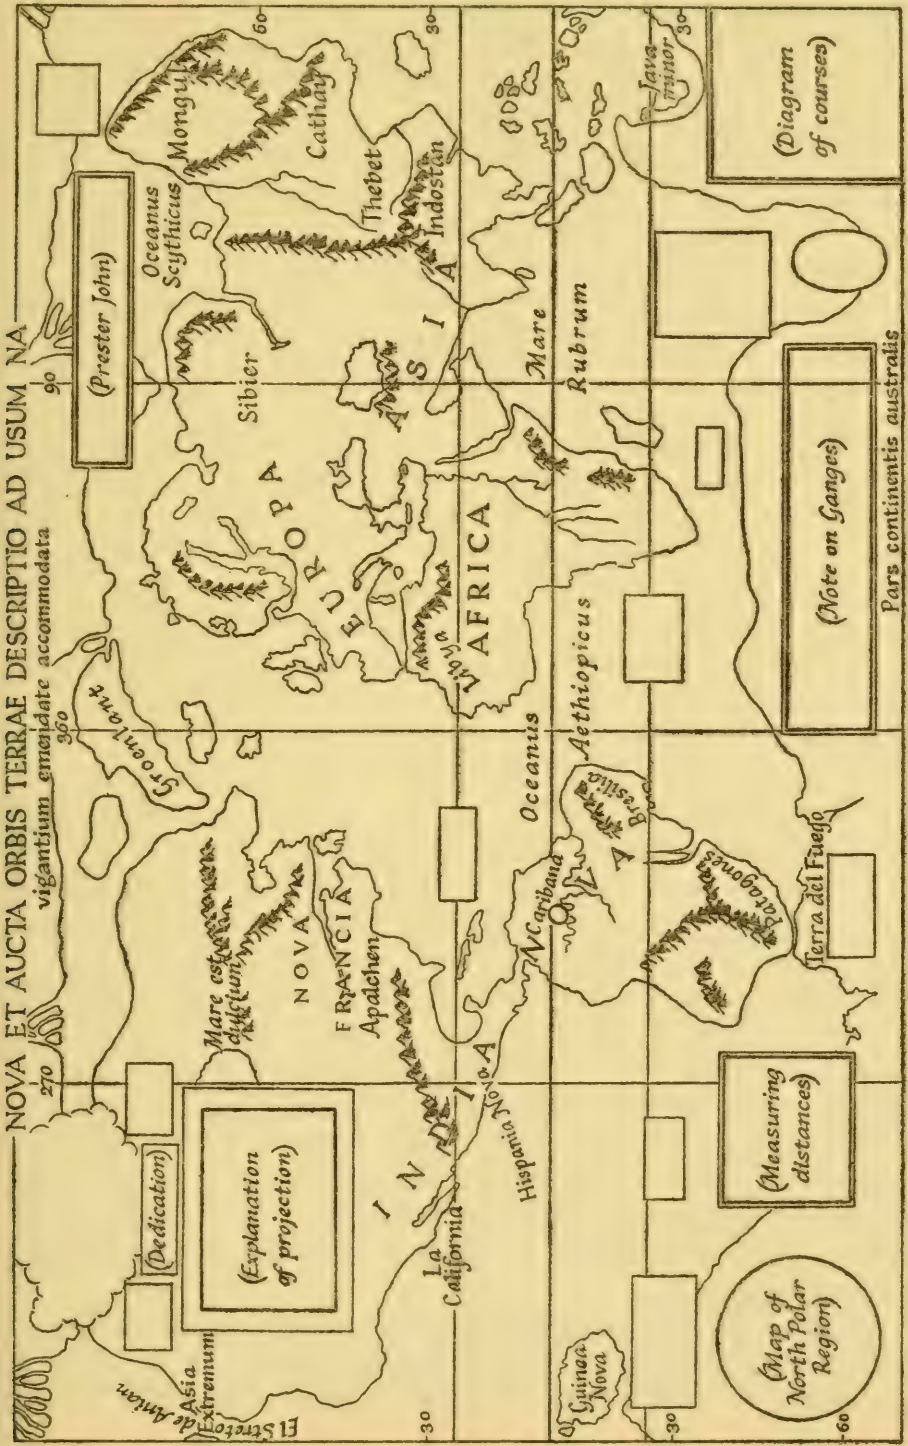 NOVA ET AUCTA ORBIS TERRAE DESCRIPTIO AD USUM NA
vigantium emendate accommodata
270
360
90
60
30
30
30
30
60
(Dedication)
(Explanation
of projection)
El Streto
de Anian
Asia
Extremum
Mare est
dulcium
NOVA
FRANCIA
Apalchen
Groenlant
(Prester John)
Oceanus
Scythicus
Mongul
Cathay
Sibier
Thebet
Indostan
EUROPA
ASIA
Libya
AFRICA
La
California
INDIA
NOVA
Hispania Nova
Caribana
Bresilia
Oceanus
Aethiopicus
Mare
Rubrum
Java
minor
Guinea
Nova
Patagones
Terra del Fuego
(Map of
North Polar
Region)
(Measuring
distances)
(Note on Ganges)
(Diagram
of courses)
Pars continentis australis